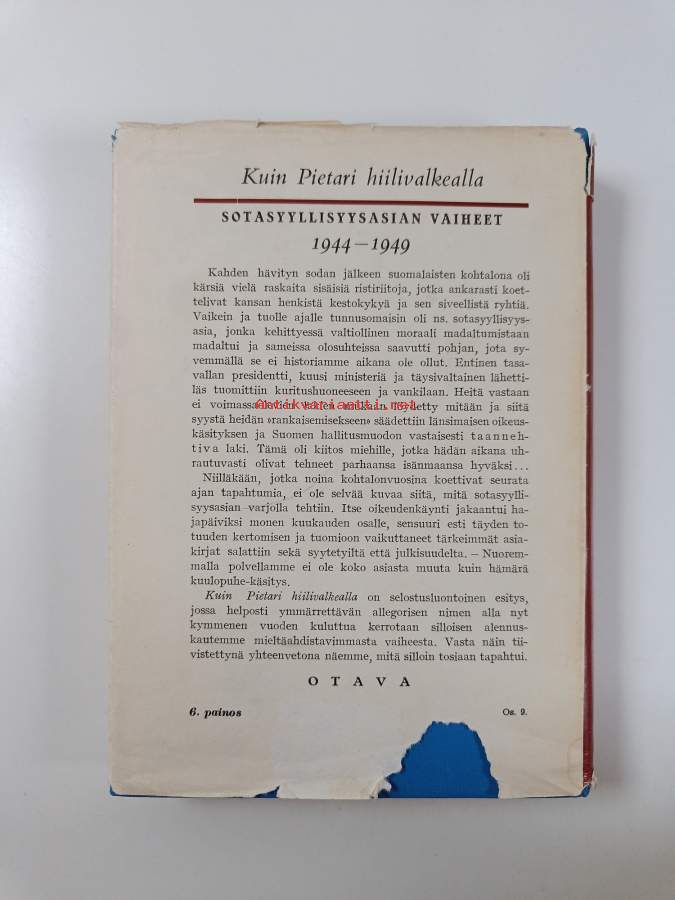 Kuin Pietari hiilivalkealla
SOTASYYLLISYYSASIAN VAIHEET
1944—1949
Kahden hävityn sodan jälkeen suomalaisten kohtalona oli
kärsiä vielä raskaita sisäisiä ristiriitoja, jotka ankarasti koet-
telivat kansan henkistä kestokykyä ja sen siveellistä ryhtiä.
Vaikein ja tuolle ajalle tunnusomaisin oli ns. sotasyyllisyys-
asia, jonka kehittyessä valtiollinen moraali madaltumistaan
madaltui ja sameissa olosuhteissa saavutti pohjan, jota sy-
vemmällä se ei historiamme aikana ole ollut. Entinen tasa-
vallan presidentti, kuusi ministeriä ja täysivaltainen lähetti-
läs tuomittiin kuritushuoneeseen ja vankilaan. Heitä vastaan
ei voimassaolevien lakien mukaan löydetty mitään ja siitä
Antikvariaatti.net
syystä heidän »rankaisemisekseen» säädettiin länsimaisen oikeus-
käsityksen ja Suomen hallitusmuodon vastaisesti taanneh-
tiva laki. Tämä oli kiitos miehille, jotka hädän aikana uh-
rautuvasti olivat tehneet parhaansa isänmaansa hyväksi...
Niilläkään, jotka noina kohtalonvuosina koettivat seurata
ajan tapahtumia, ei ole selvää kuvaa siitä, mitä sotasyylli-
syysasian varjolla tehtiin. Itse oikeudenkäynti jakaantui ha-
japäiviksi monen kuukauden osalle, sensuuri esti täyden to-
tuuden kertomisen ja tuomioon vaikuttaneet tärkeimmät asia-
kirjat salattiin sekä syytetyiltä että julkisuudelta. — Nuorem-
malla polvellamme ei ole koko asiasta muuta kuin hämärä
kuulopuhe-käsitys.
Kuin Pietari hiilivalkealla on selostusluontoinen esitys,
jossa helposti ymmärrettävän allegorisen nimen alla nyt
kymmenen vuoden kuluttua kerrotaan silloisen alennus-
kautemme mieltäahdistavimmasta vaiheesta. Vasta näin tii-
vistettynä yhteenvetona näemme, mitä silloin tosiaan tapahtui.
OTAVA
6. painos
Os. 9.